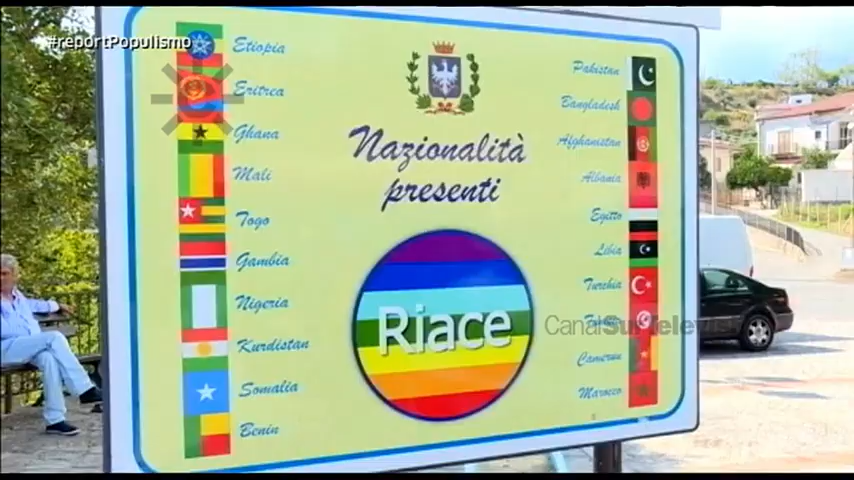 #reportPopulismo
Etiopia
Eritrea
Ghana
Mali
Togo
Gambia
Nigeria
Kurdistan
Somalia
Benin
Nazionalità
presenti
Riace
Pakistan
Bangladesh
Afghanistan
Albania
Egitto
Libia
Turchia
Camerun
Marocco